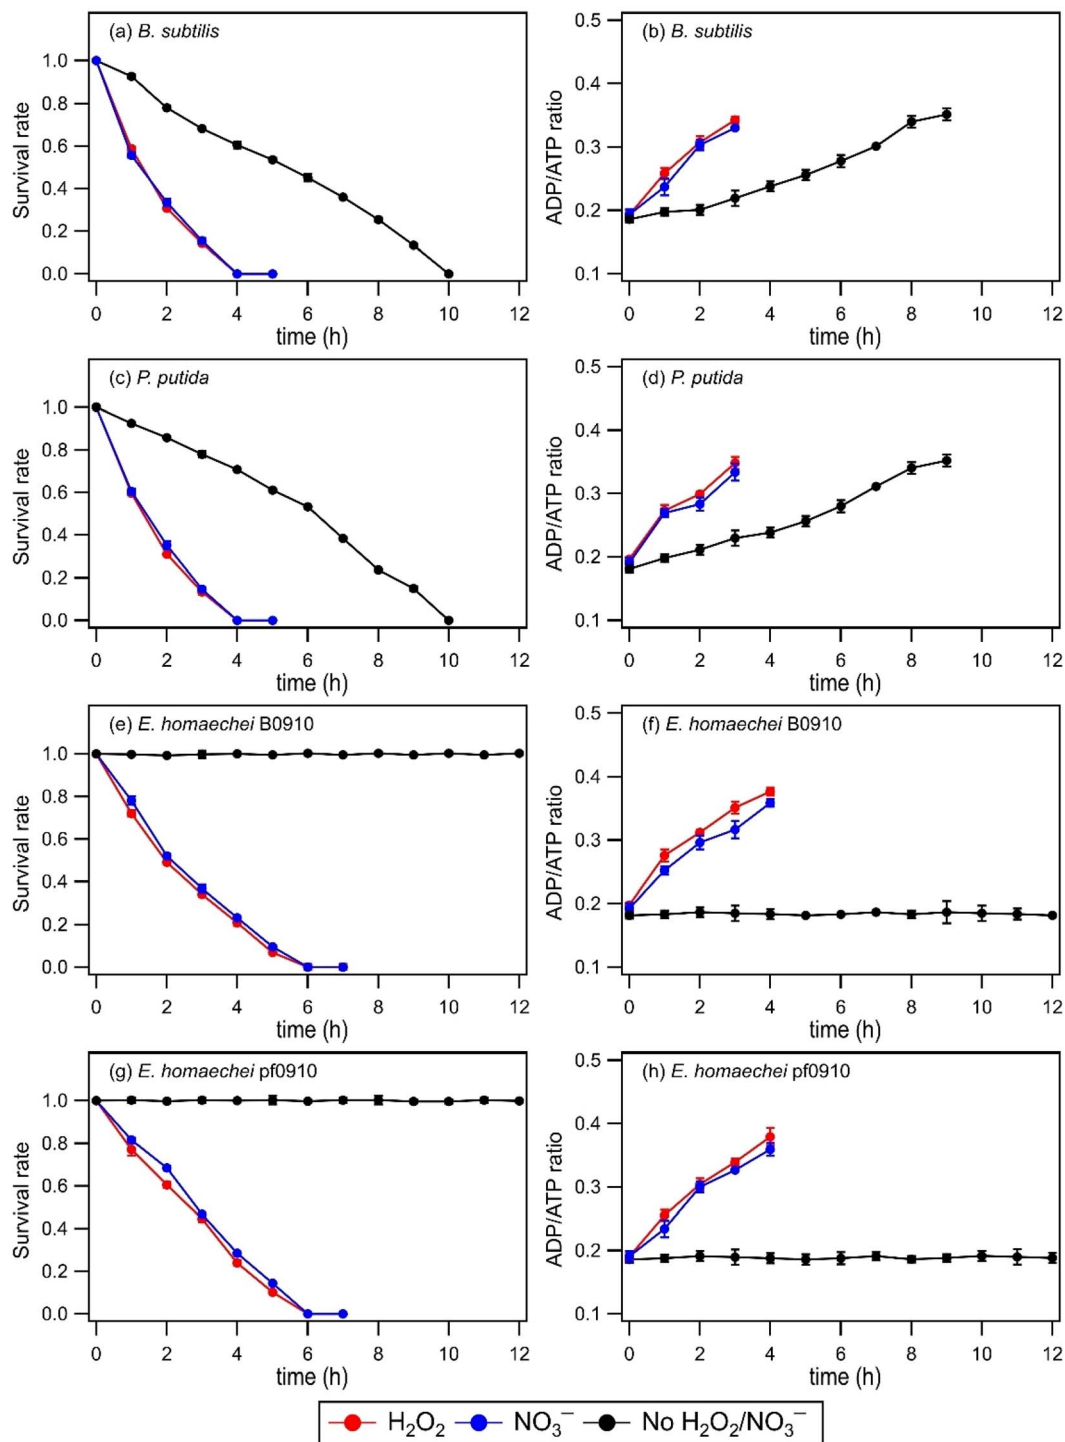 (a) B. subtilis
Survival rate
1.0
0.8
0.6
0.4
0.2
0.0
0 2 4 6 8 10 12
time (h)
(b) B. subtilis
ADP/ATP ratio
0.5
0.4
0.3
0.2
0.1
0 2 4 6 8 10 12
time (h)
(c) P. putida
Survival rate
1.0
0.8
0.6
0.4
0.2
0.0
0 2 4 6 8 10 12
time (h)
(d) P. putida
ADP/ATP ratio
0.5
0.4
0.3
0.2
0.1
0 2 4 6 8 10 12
time (h)
(e) E. homaechei B0910
Survival rate
1.0
0.8
0.6
0.4
0.2
0.0
0 2 4 6 8 10 12
time (h)
(f) E. homaechei B0910
ADP/ATP ratio
0.5
0.4
0.3
0.2
0.1
0 2 4 6 8 10 12
time (h)
(g) E. homaechei pf0910
Survival rate
1.0
0.8
0.6
0.4
0.2
0.0
0 2 4 6 8 10 12
time (h)
(h) E. homaechei pf0910
ADP/ATP ratio
0.5
0.4
0.3
0.2
0.1
0 2 4 6 8 10 12
time (h)
H₂O₂ NO₃⁻ No H₂O₂/NO₃⁻